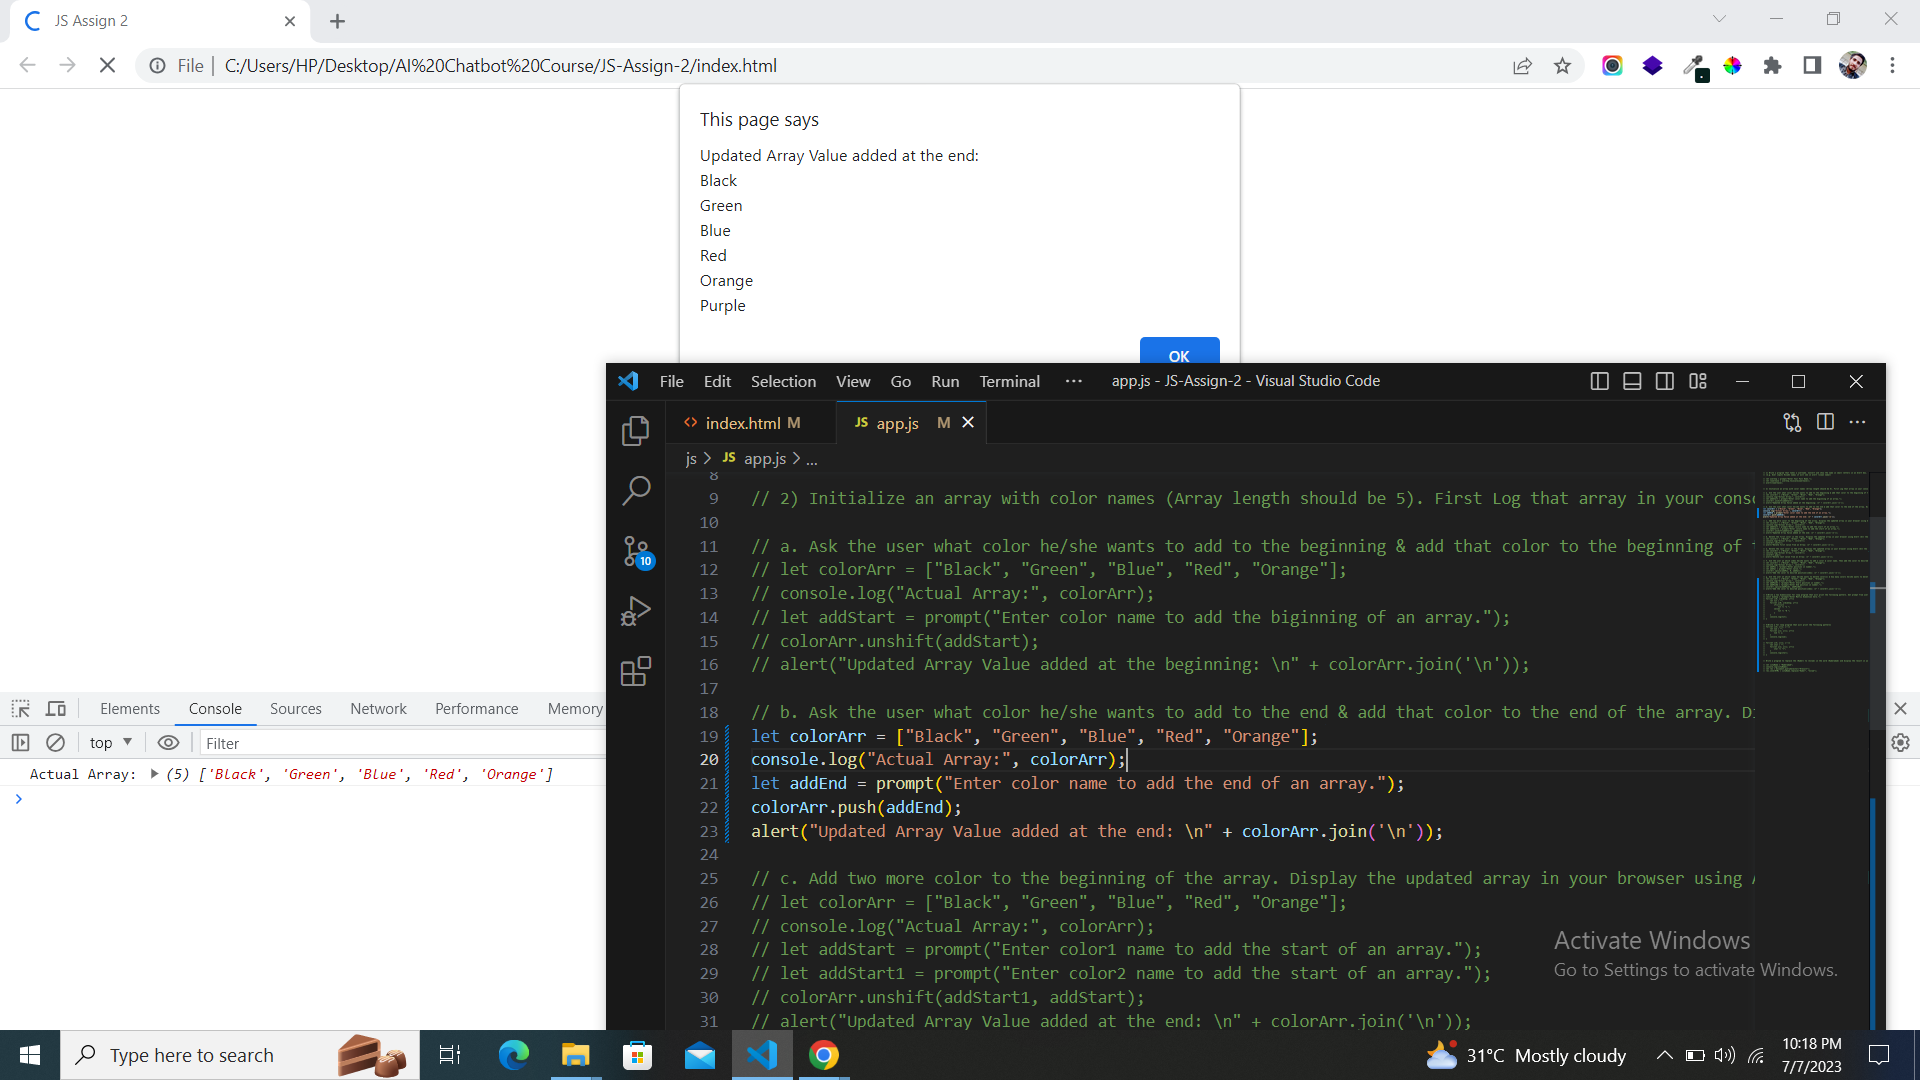 JS Assign 2
File | C:/Users/HP/Desktop/AI%20Chatbot%20Course/JS-Assign-2/index.html
This page says
Updated Array Value added at the end:
Black
Green
Blue
Red
Orange
Purple
OK
File Edit Selection View Go Run Terminal ··· app.js - JS-Assign-2 - Visual Studio Code
<> index.html M JS app.js M
js > JS app.js > ...
8
9 // 2) Initialize an array with color names (Array length should be 5). First Log that array in your conso
10
11 // a. Ask the user what color he/she wants to add to the beginning & add that color to the beginning of
12 // let colorArr = ["Black", "Green", "Blue", "Red", "Orange"];
13 // console.log("Actual Array:", colorArr);
14 // let addStart = prompt("Enter color name to add the biginning of an array.");
15 // colorArr.unshift(addStart);
16 // alert("Updated Array Value added at the beginning: \n" + colorArr.join('\n'));
17
18 // b. Ask the user what color he/she wants to add to the end & add that color to the end of the array. Di
19 let colorArr = ["Black", "Green", "Blue", "Red", "Orange"];
20 console.log("Actual Array:", colorArr);
21 let addEnd = prompt("Enter color name to add the end of an array.");
22 colorArr.push(addEnd);
23 alert("Updated Array Value added at the end: \n" + colorArr.join('\n'));
24
25 // c. Add two more color to the beginning of the array. Display the updated array in your browser using
26 // let colorArr = ["Black", "Green", "Blue", "Red", "Orange"];
27 // console.log("Actual Array:", colorArr);
28 // let addStart = prompt("Enter color1 name to add the start of an array.");
29 // let addStart1 = prompt("Enter color2 name to add the start of an array.");
30 // colorArr.unshift(addStart1, addStart);
31 // alert("Updated Array Value added at the end: \n" + colorArr.join('\n'));
10
Activate Windows
Go to Settings to activate Windows.
Elements Console Sources Network Performance Memory
top Filter
Actual Array: (5) ['Black', 'Green', 'Blue', 'Red', 'Orange']
Type here to search
31°C Mostly cloudy
10:18 PM
7/7/2023